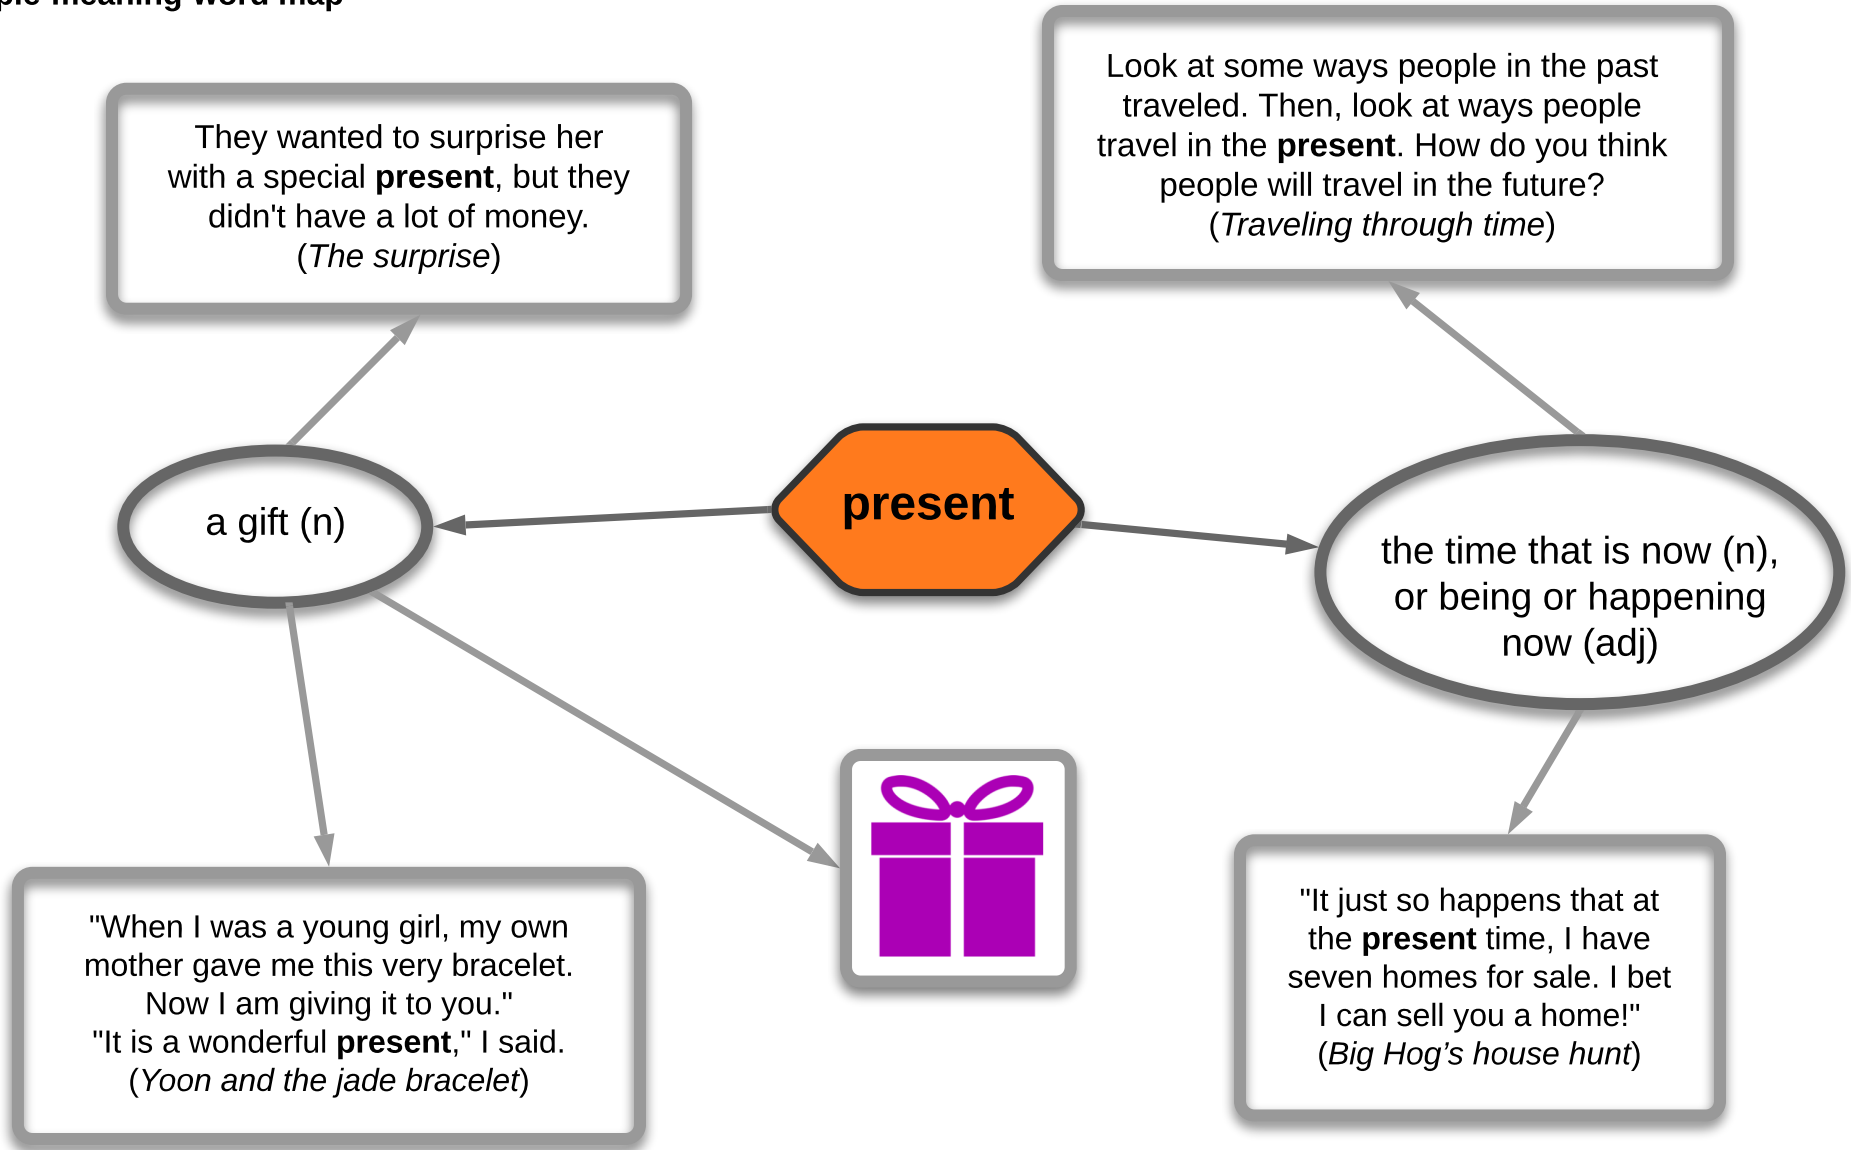 meaning word map
They wanted to surprise her
with a special present, but they
didn't have a lot of money.
(The surprise)
Look at some ways people in the past
traveled. Then, look at ways people
travel in the present. How do you think
people will travel in the future?
(Traveling through time)
a gift (n)
present
the time that is now (n),
or being or happening
now (adj)
"When I was a young girl, my own
mother gave me this very bracelet.
Now I am giving it to you."
"It is a wonderful present," I said.
(Yoon and the jade bracelet)
"It just so happens that at
the present time, I have
seven homes for sale. I bet
I can sell you a home!"
(Big Hog’s house hunt)